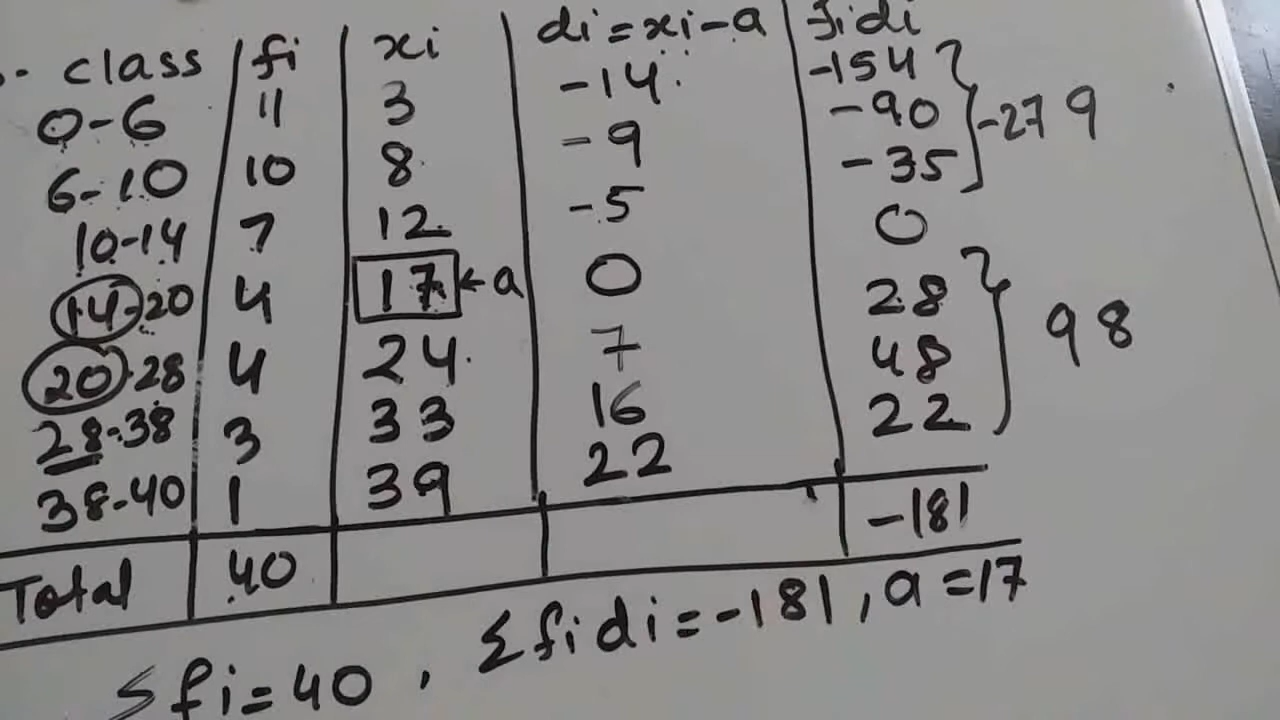 class fi xi di=xi-a fidi
0-6 11 3 -14 -154
6-10 10 8 -9 -90 -279
10-14 7 12 -5 -35
14-20 4 17 ←a 0 0
20-28 4 24 7 28
28-38 3 33 16 48 98
38-40 1 39 22 22
Total 40 -181
Σfi=40, Σfidi=-181, a=17